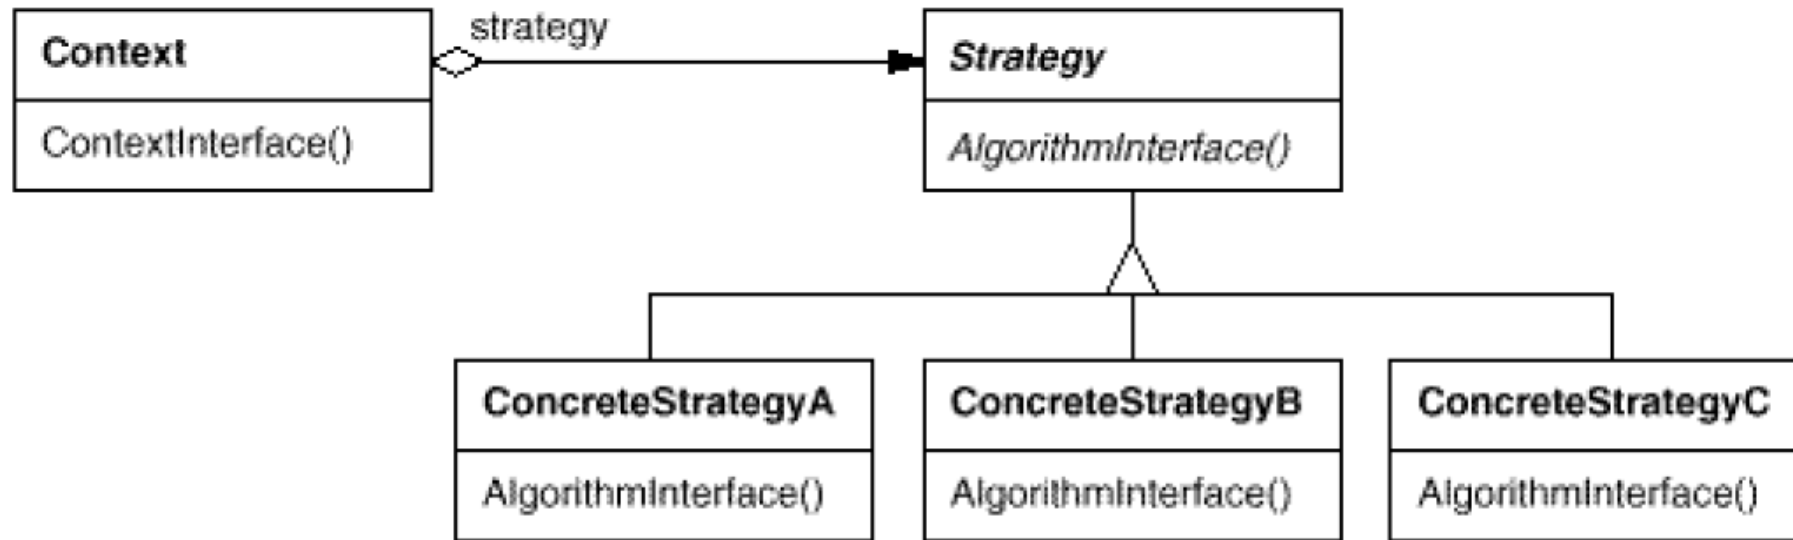 Context
ContextInterface()
strategy
Strategy
AlgorithmInterface()
ConcreteStrategyA
AlgorithmInterface()
ConcreteStrategyB
AlgorithmInterface()
ConcreteStrategyC
AlgorithmInterface()